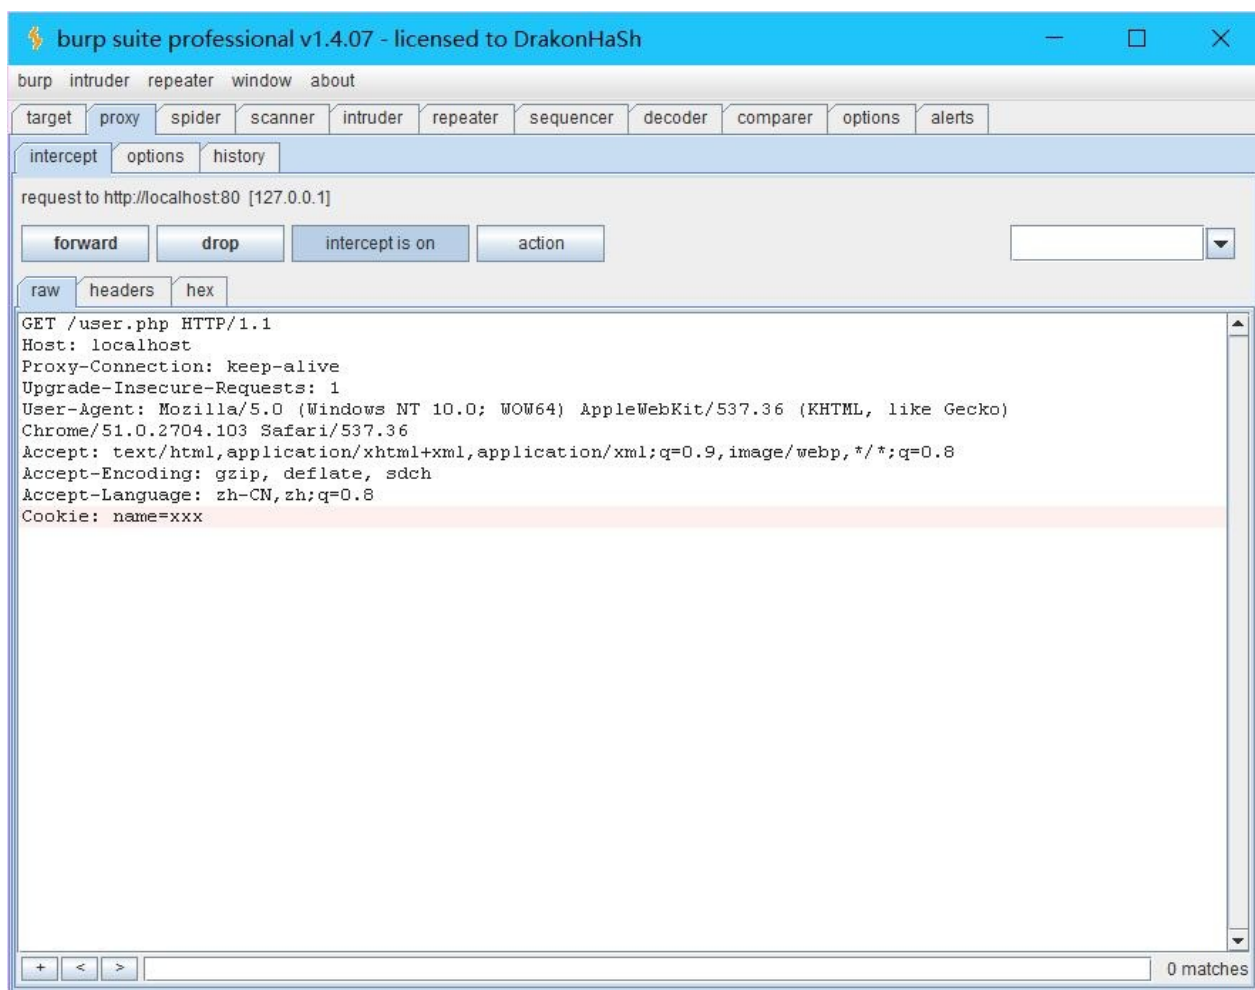 burp suite professional v1.4.07 - licensed to DrakonHaSh
burp intruder repeater window about
target proxy spider scanner intruder repeater sequencer decoder comparer options alerts
intercept options history
request to http://localhost:80 [127.0.0.1]
forward drop intercept is on action
raw headers hex
GET /user.php HTTP/1.1
Host: localhost
Proxy-Connection: keep-alive
Upgrade-Insecure-Requests: 1
User-Agent: Mozilla/5.0 (Windows NT 10.0; WOW64) AppleWebKit/537.36 (KHTML, like Gecko)
Chrome/51.0.2704.103 Safari/537.36
Accept: text/html,application/xhtml+xml,application/xml;q=0.9,image/webp,*/*;q=0.8
Accept-Encoding: gzip, deflate, sdch
Accept-Language: zh-CN,zh;q=0.8
Cookie: name=xxx
+ < > 0 matches